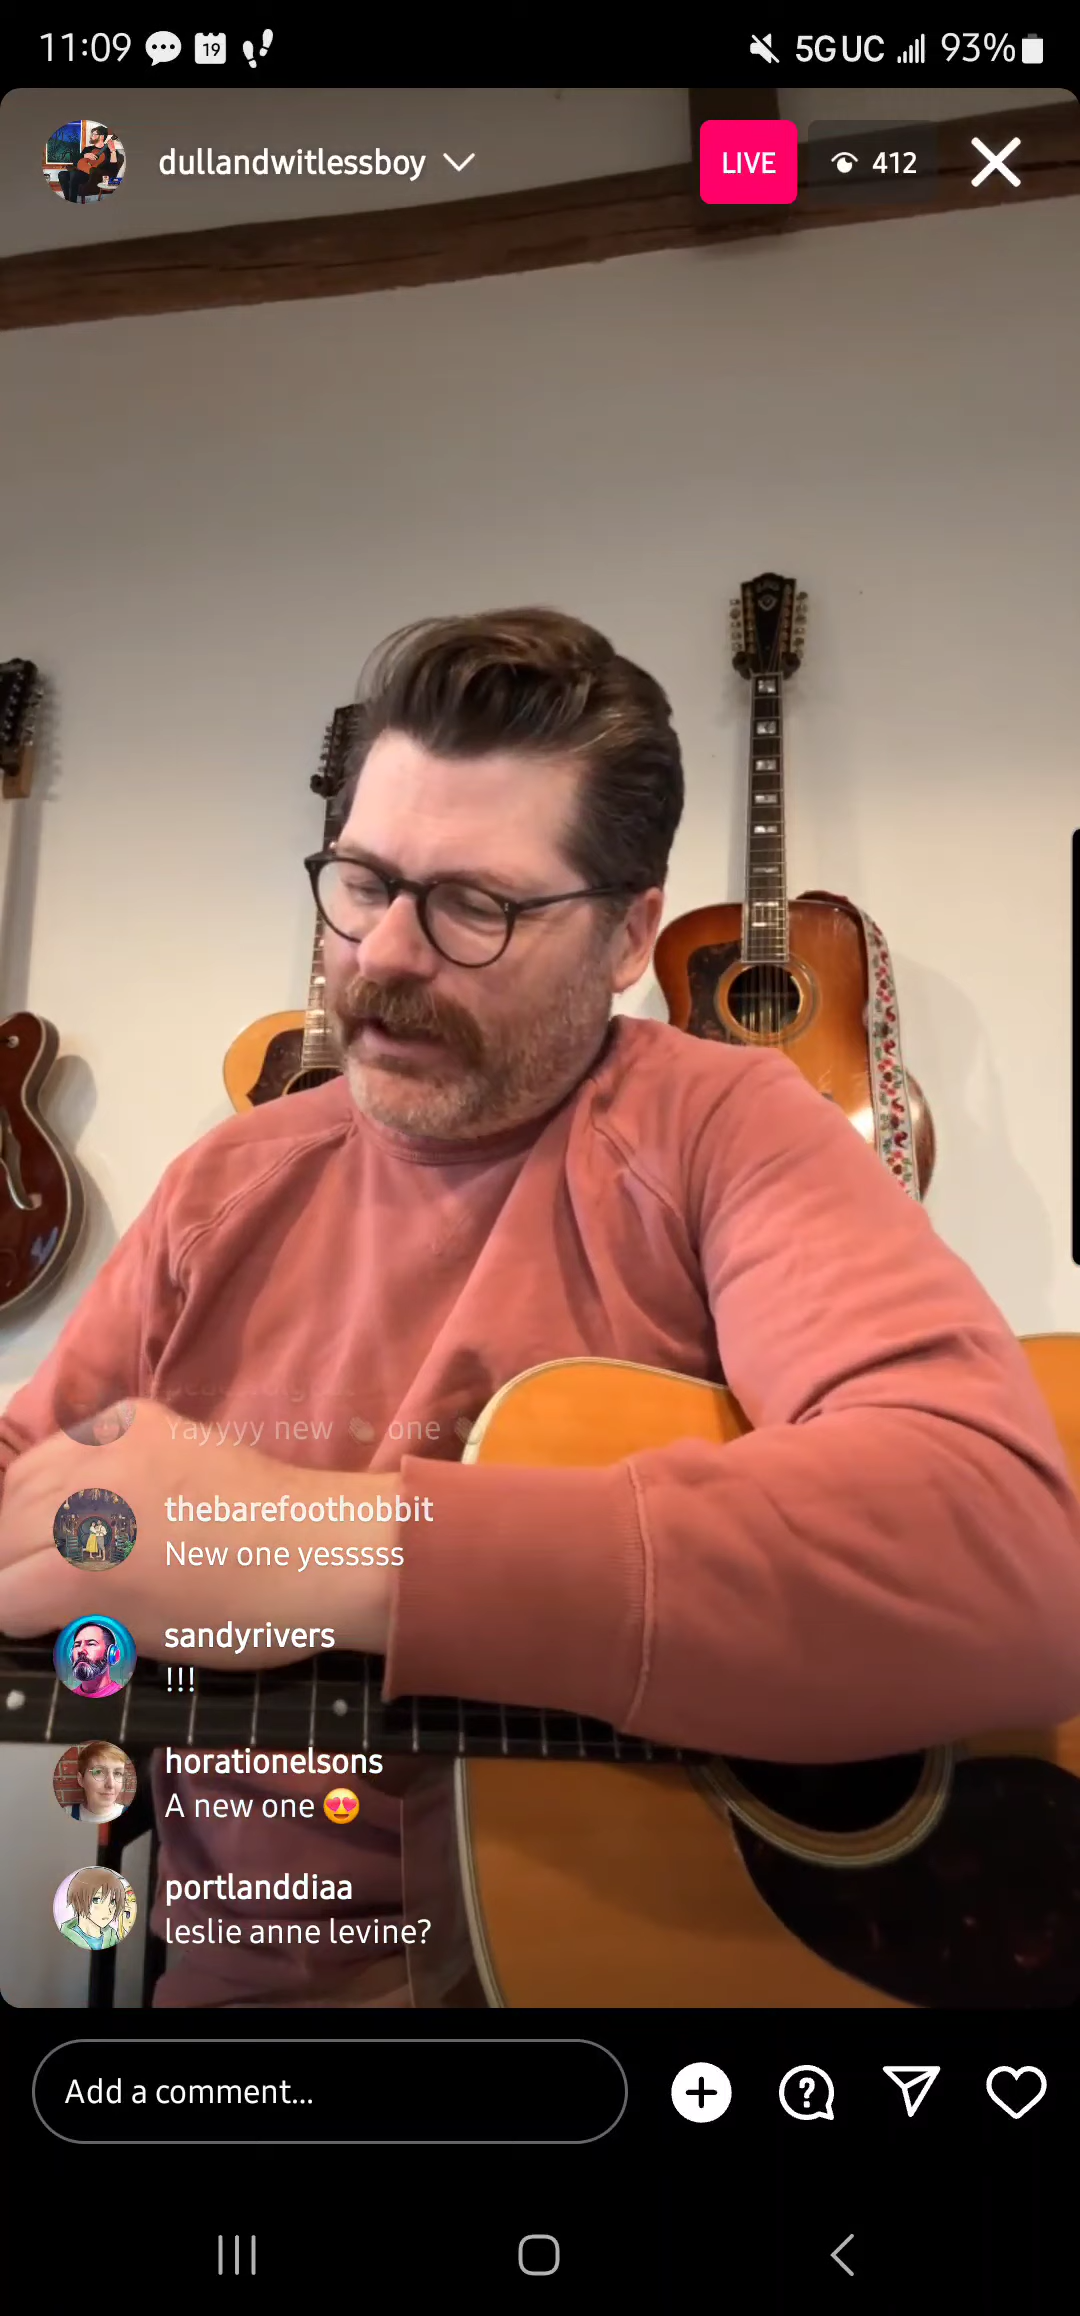 11:09
19
5G UC
93%
dullandwitlessboy
LIVE
412
Yayyyy new 👏 one 👏
thebarefoothobbit
New one yesssss
sandyrivers
!!!
horationelsons
A new one 😍
portlanddiaa
leslie anne levine?
Add a comment...